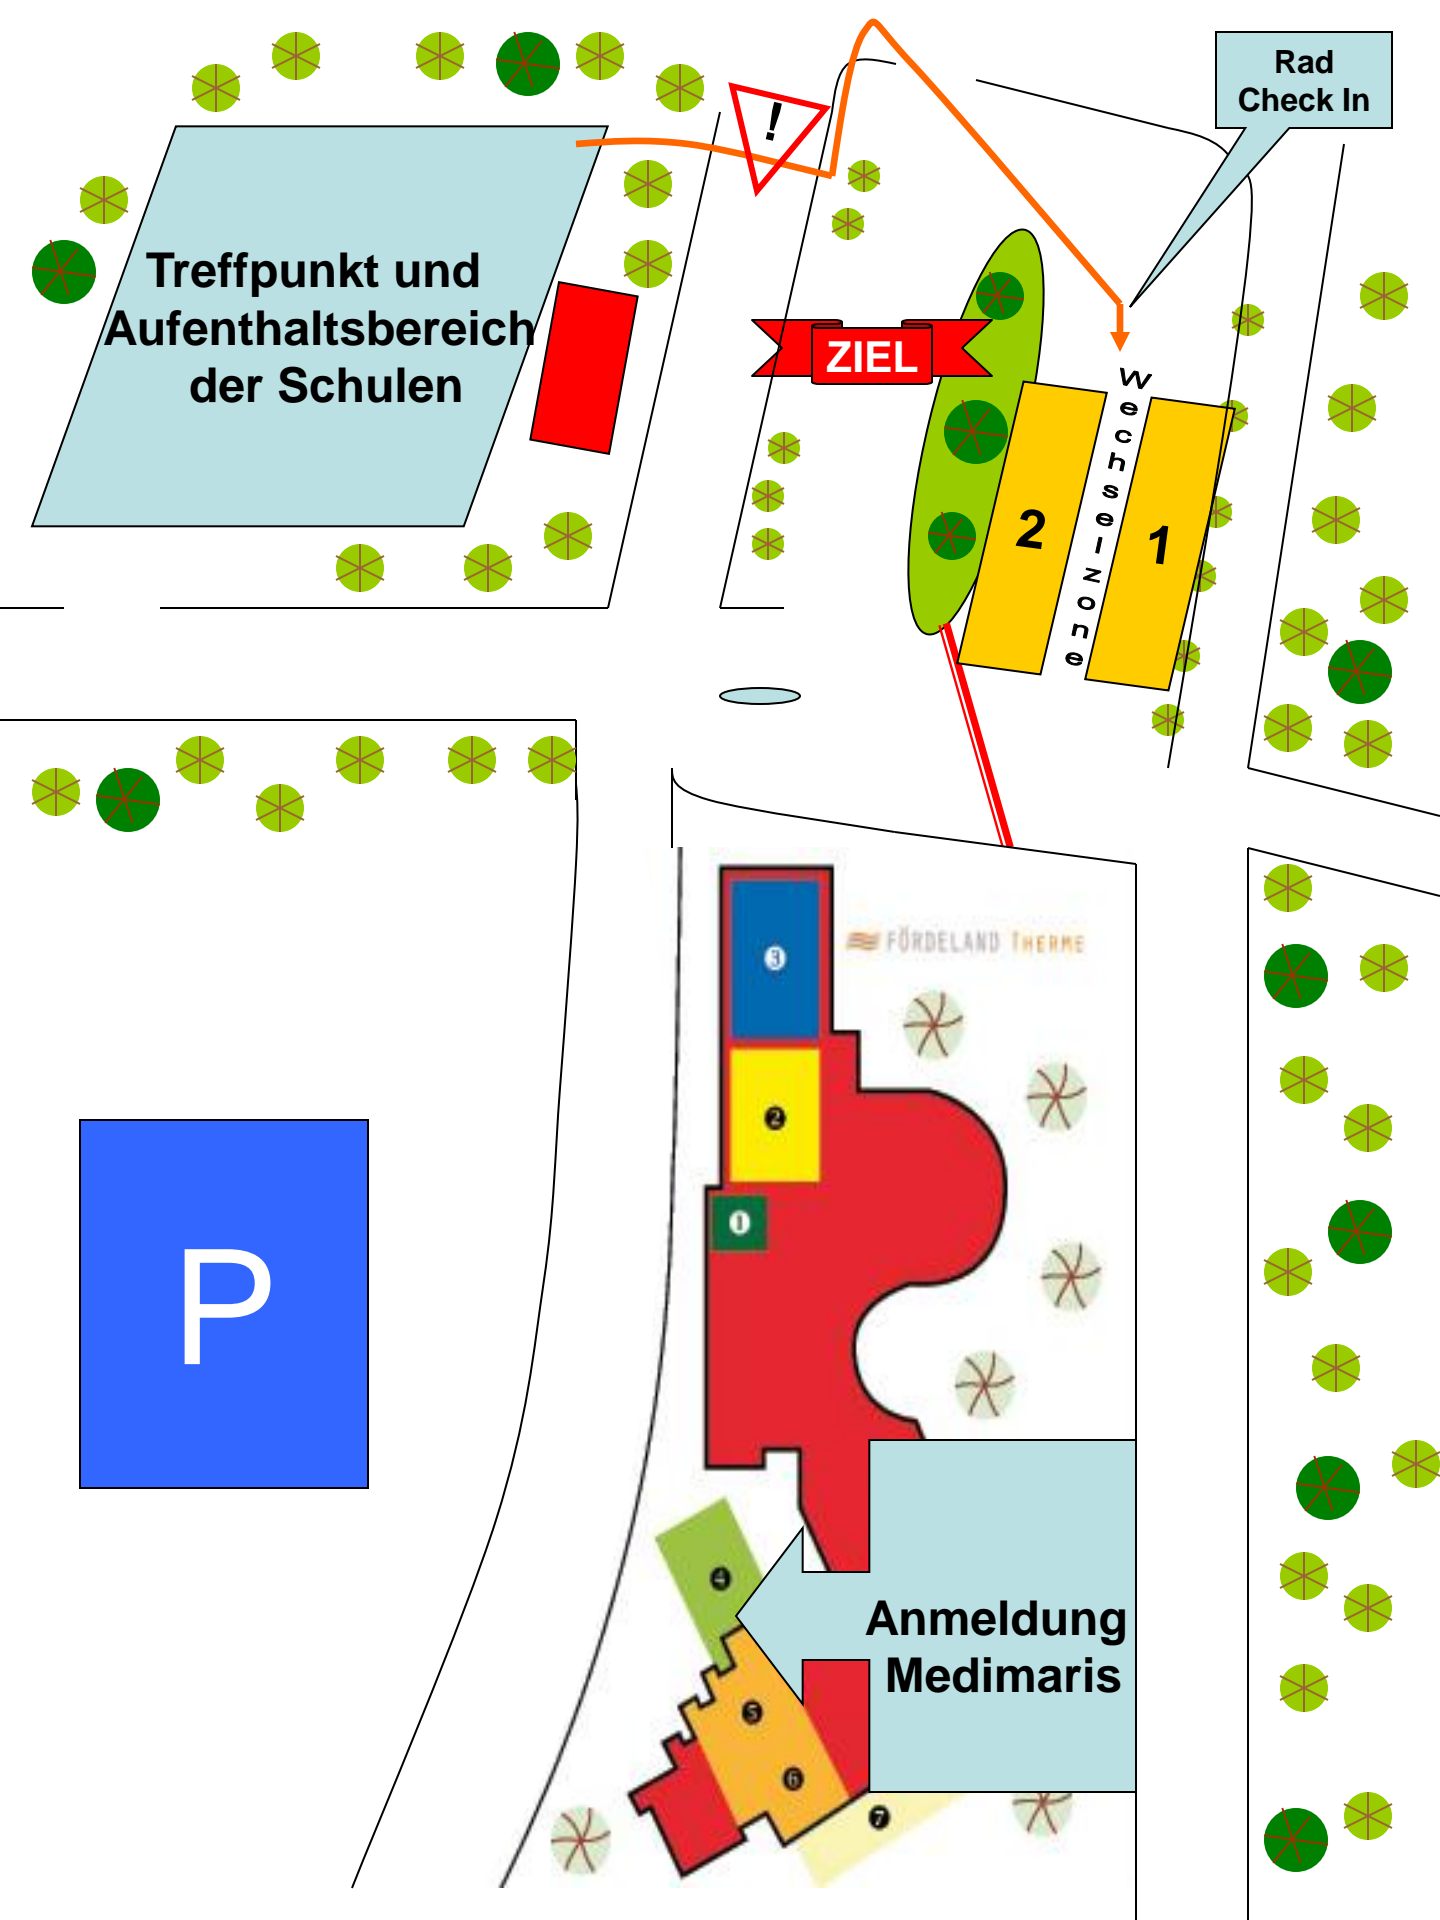 Rad
Check In
!
Treffpunkt und
Aufenthaltsbereich
der Schulen
ZIEL
Wechselzone
2
1
FÖRDELAND THERME
3
2
1
P
4
Anmeldung
Medimaris
5
6
7